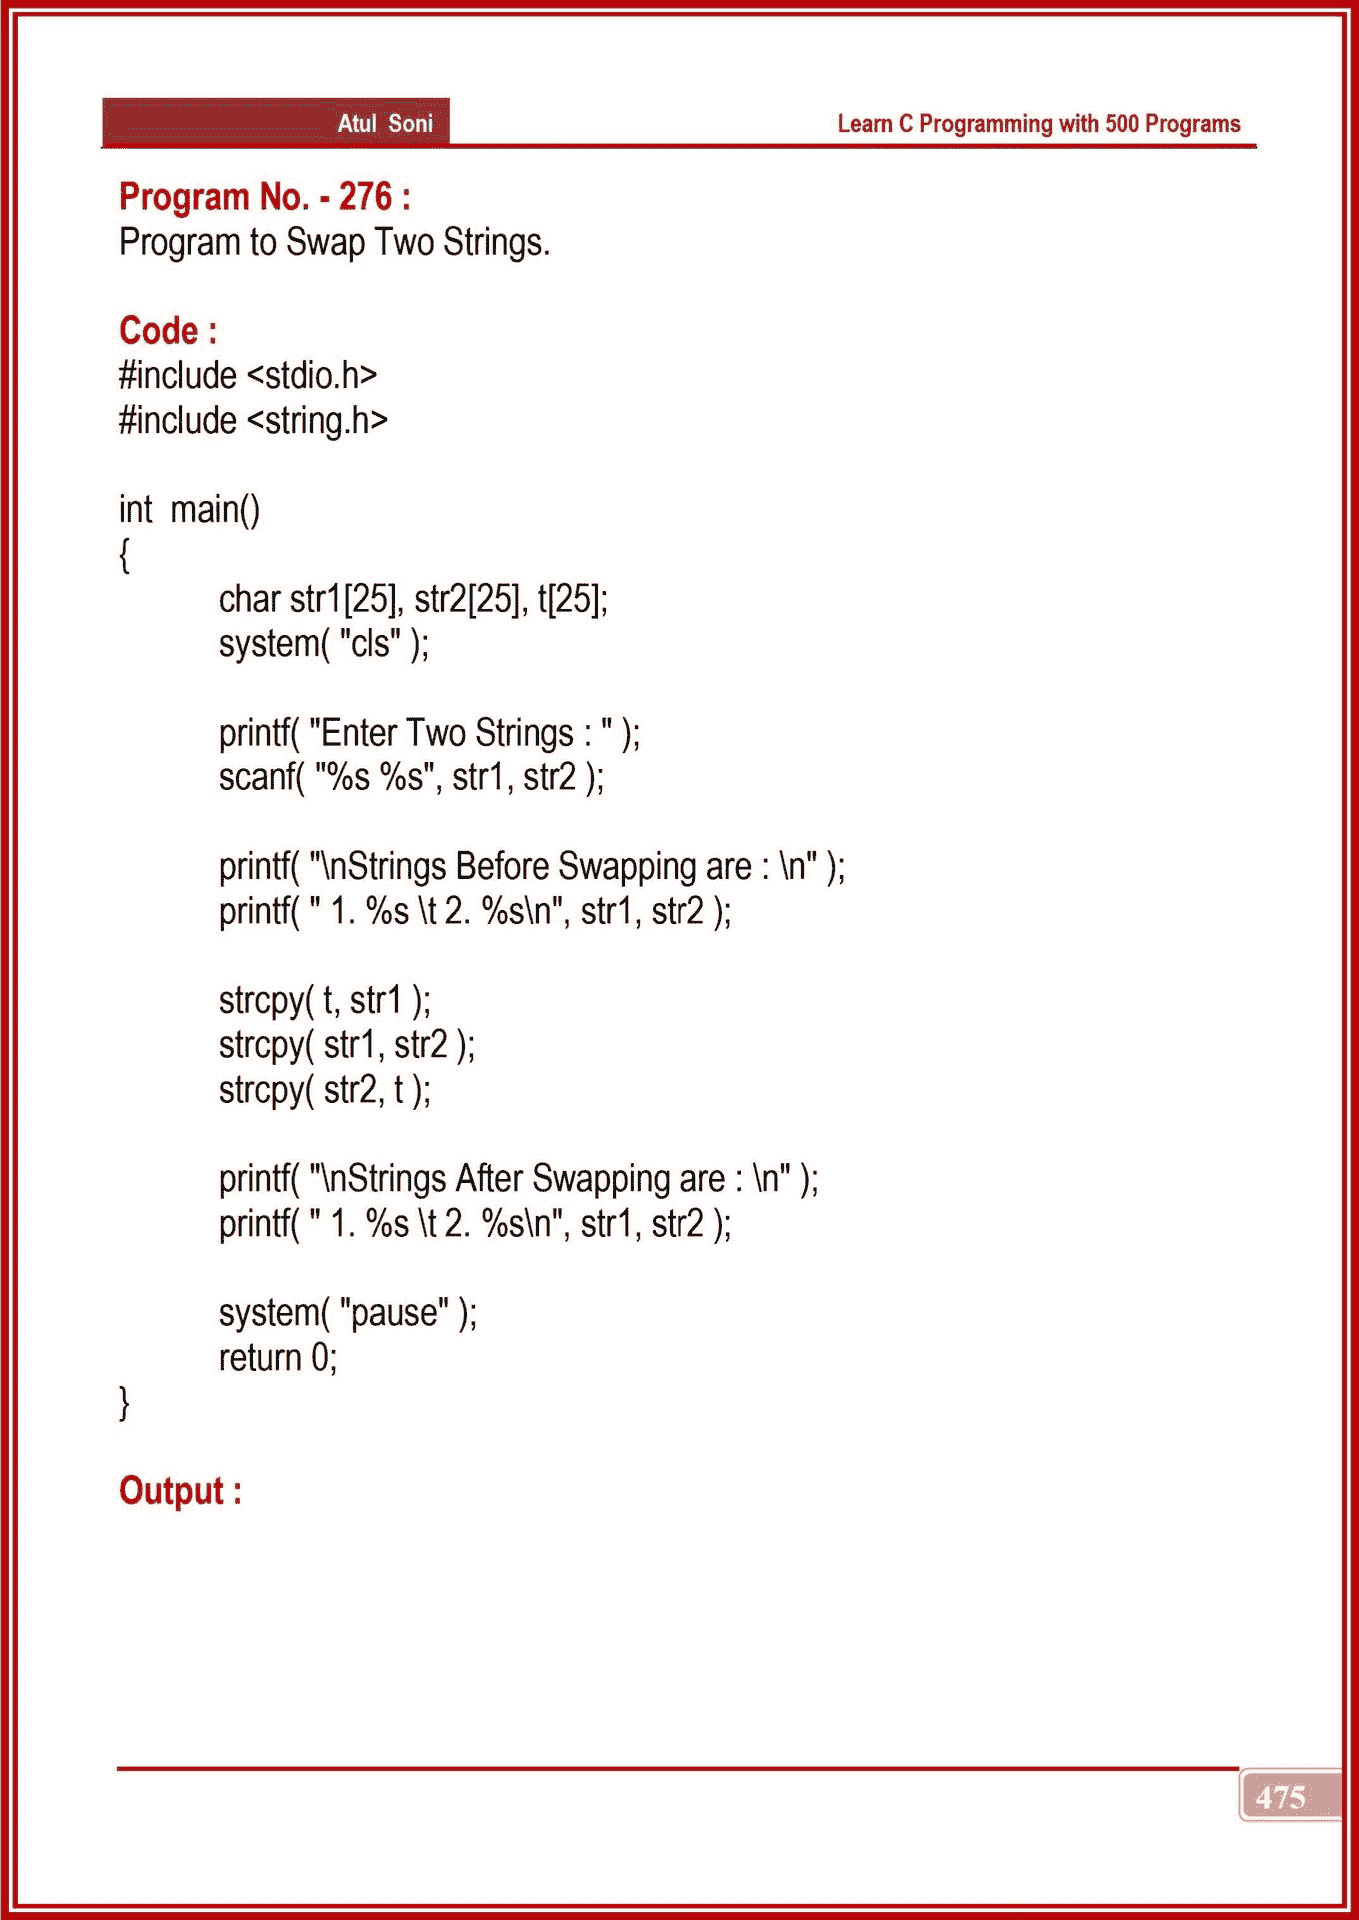 Atul  Soni
Learn C Programming with 500 Programs
Program No. - 276 :
Program to Swap Two Strings.
Code :
#include <stdio.h>
#include <string.h>
int  main()
{
char str1[25], str2[25], t[25];
system( "cls" );
printf( "Enter Two Strings : " );
scanf( "%s %s", str1, str2 );
printf( "\nStrings Before Swapping are : \n" );
printf( " 1. %s \t 2. %s\n", str1, str2 );
strcpy( t, str1 );
strcpy( str1, str2 );
strcpy( str2, t );
printf( "\nStrings After Swapping are : \n" );
printf( " 1. %s \t 2. %s\n", str1, str2 );
system( "pause" );
return 0;
}
Output :
475